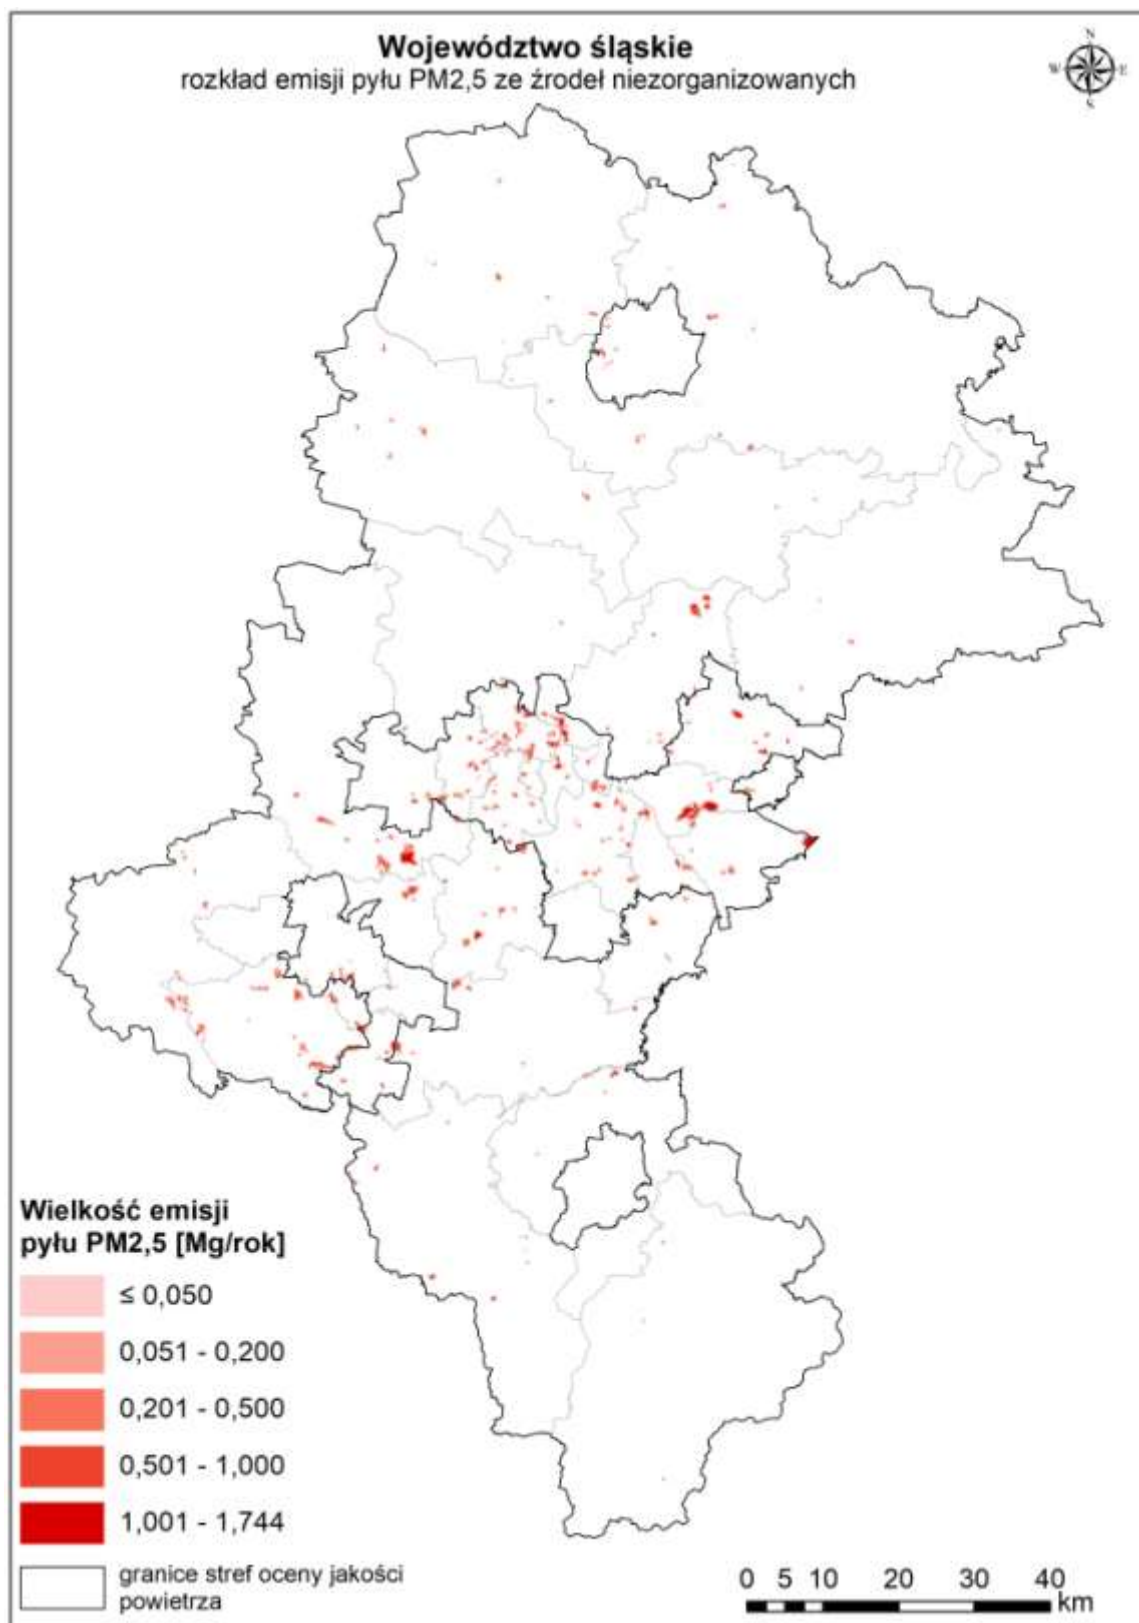 Województwo śląskie
rozkład emisji pyłu PM2,5 ze źrodeł niezorganizowanych
N
W
E
S
Wielkość emisji
pyłu PM2,5 [Mg/rok]
≤ 0,050
0,051 - 0,200
0,201 - 0,500
0,501 - 1,000
1,001 - 1,744
granice stref oceny jakości
powietrza
0 5 10 20 30 40
km